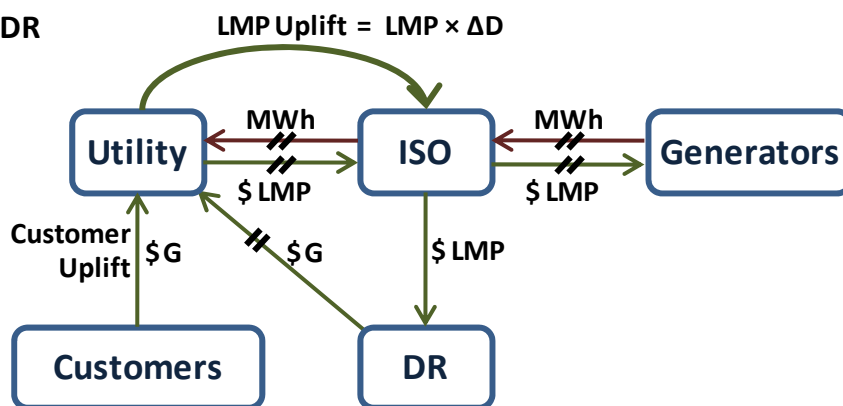 DR
LMP Uplift = LMP × ΔD
MWh
MWh
Utility
ISO
Generators
$ LMP
$ LMP
Customer
Uplift
$ G
$ G
$ LMP
Customers
DR